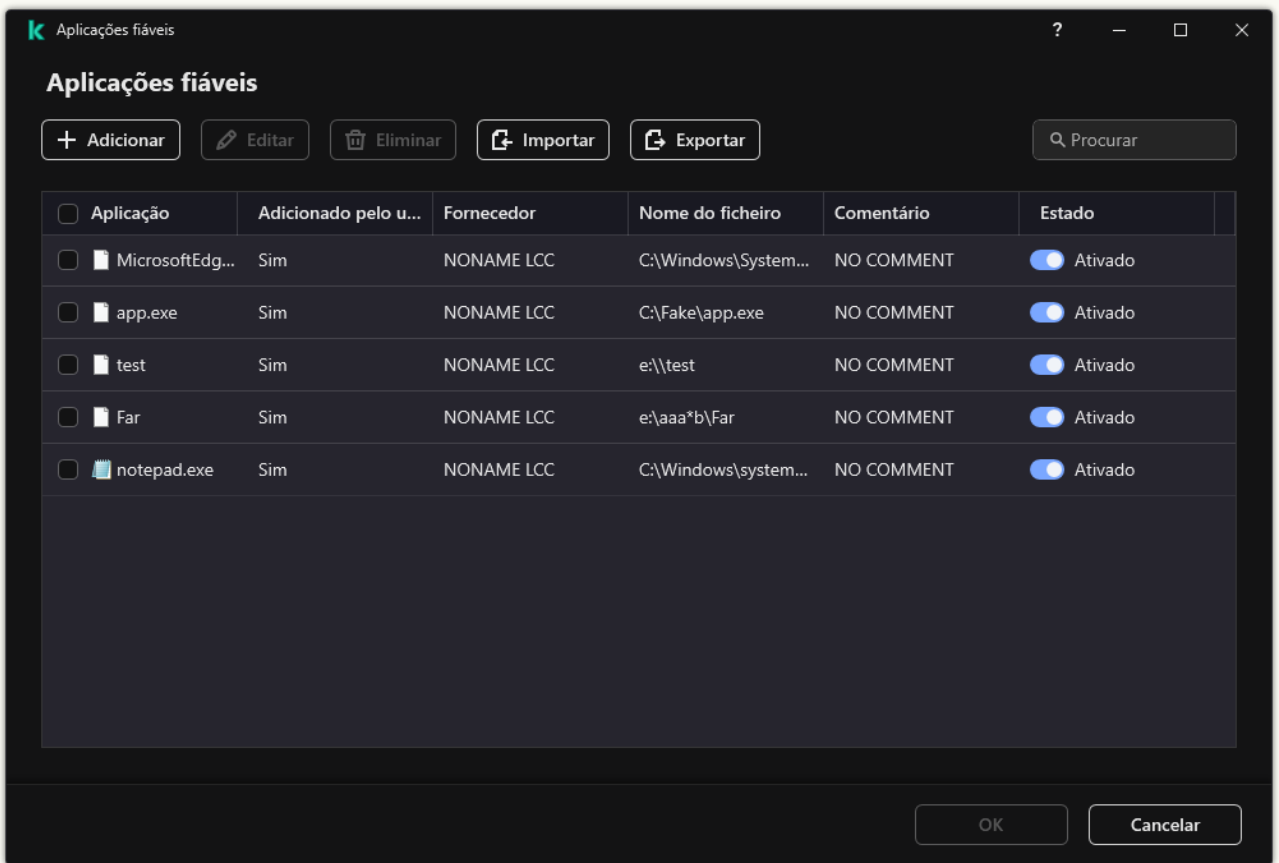 Aplicações fiáveis ?
Aplicações fiáveis
Adicionar Editar Eliminar Importar Exportar Procurar
Aplicação Adicionado pelo u... Fornecedor Nome do ficheiro Comentário Estado
MicrosoftEdg... Sim NONAME LCC C:\Windows\System... NO COMMENT Ativado
app.exe Sim NONAME LCC C:\Fake\app.exe NO COMMENT Ativado
test Sim NONAME LCC e:\\test NO COMMENT Ativado
Far Sim NONAME LCC e:\aaa*b\Far NO COMMENT Ativado
notepad.exe Sim NONAME LCC C:\Windows\system... NO COMMENT Ativado
OK Cancelar